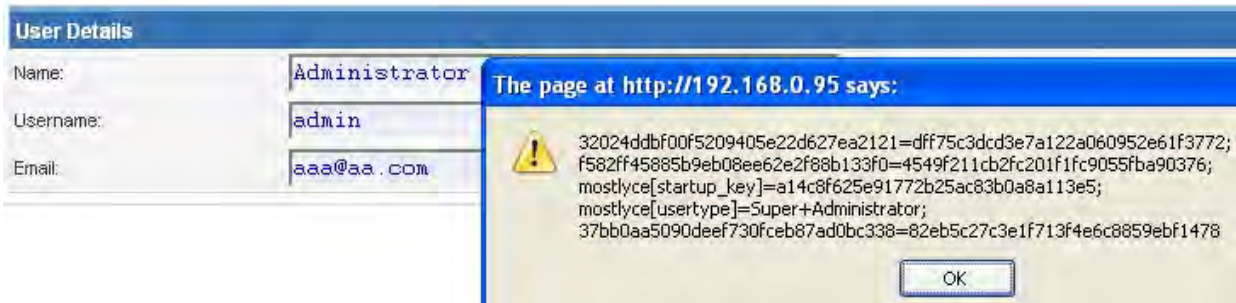 User Details
Name: Administrator
Username: admin
Email: aaa@aa.com
The page at http://192.168.0.95 says:
32024ddbf00f5209405e22d627ea2121=dff75c3dcd3e7a122a060952e61f3772;
f582ff45885b9eb08ee62e2f88b133f0=4549f211cb2fc201f1fc9055fba90376;
mostlyce[startup_key]=a14c8f625e91772b25ac83b0a8a113e5;
mostlyce[usertype]=Super+Administrator;
37bb0aa5090deef730fceb87ad0bc338=82eb5c27c3e1f713f4e6c8859ebf1478
OK